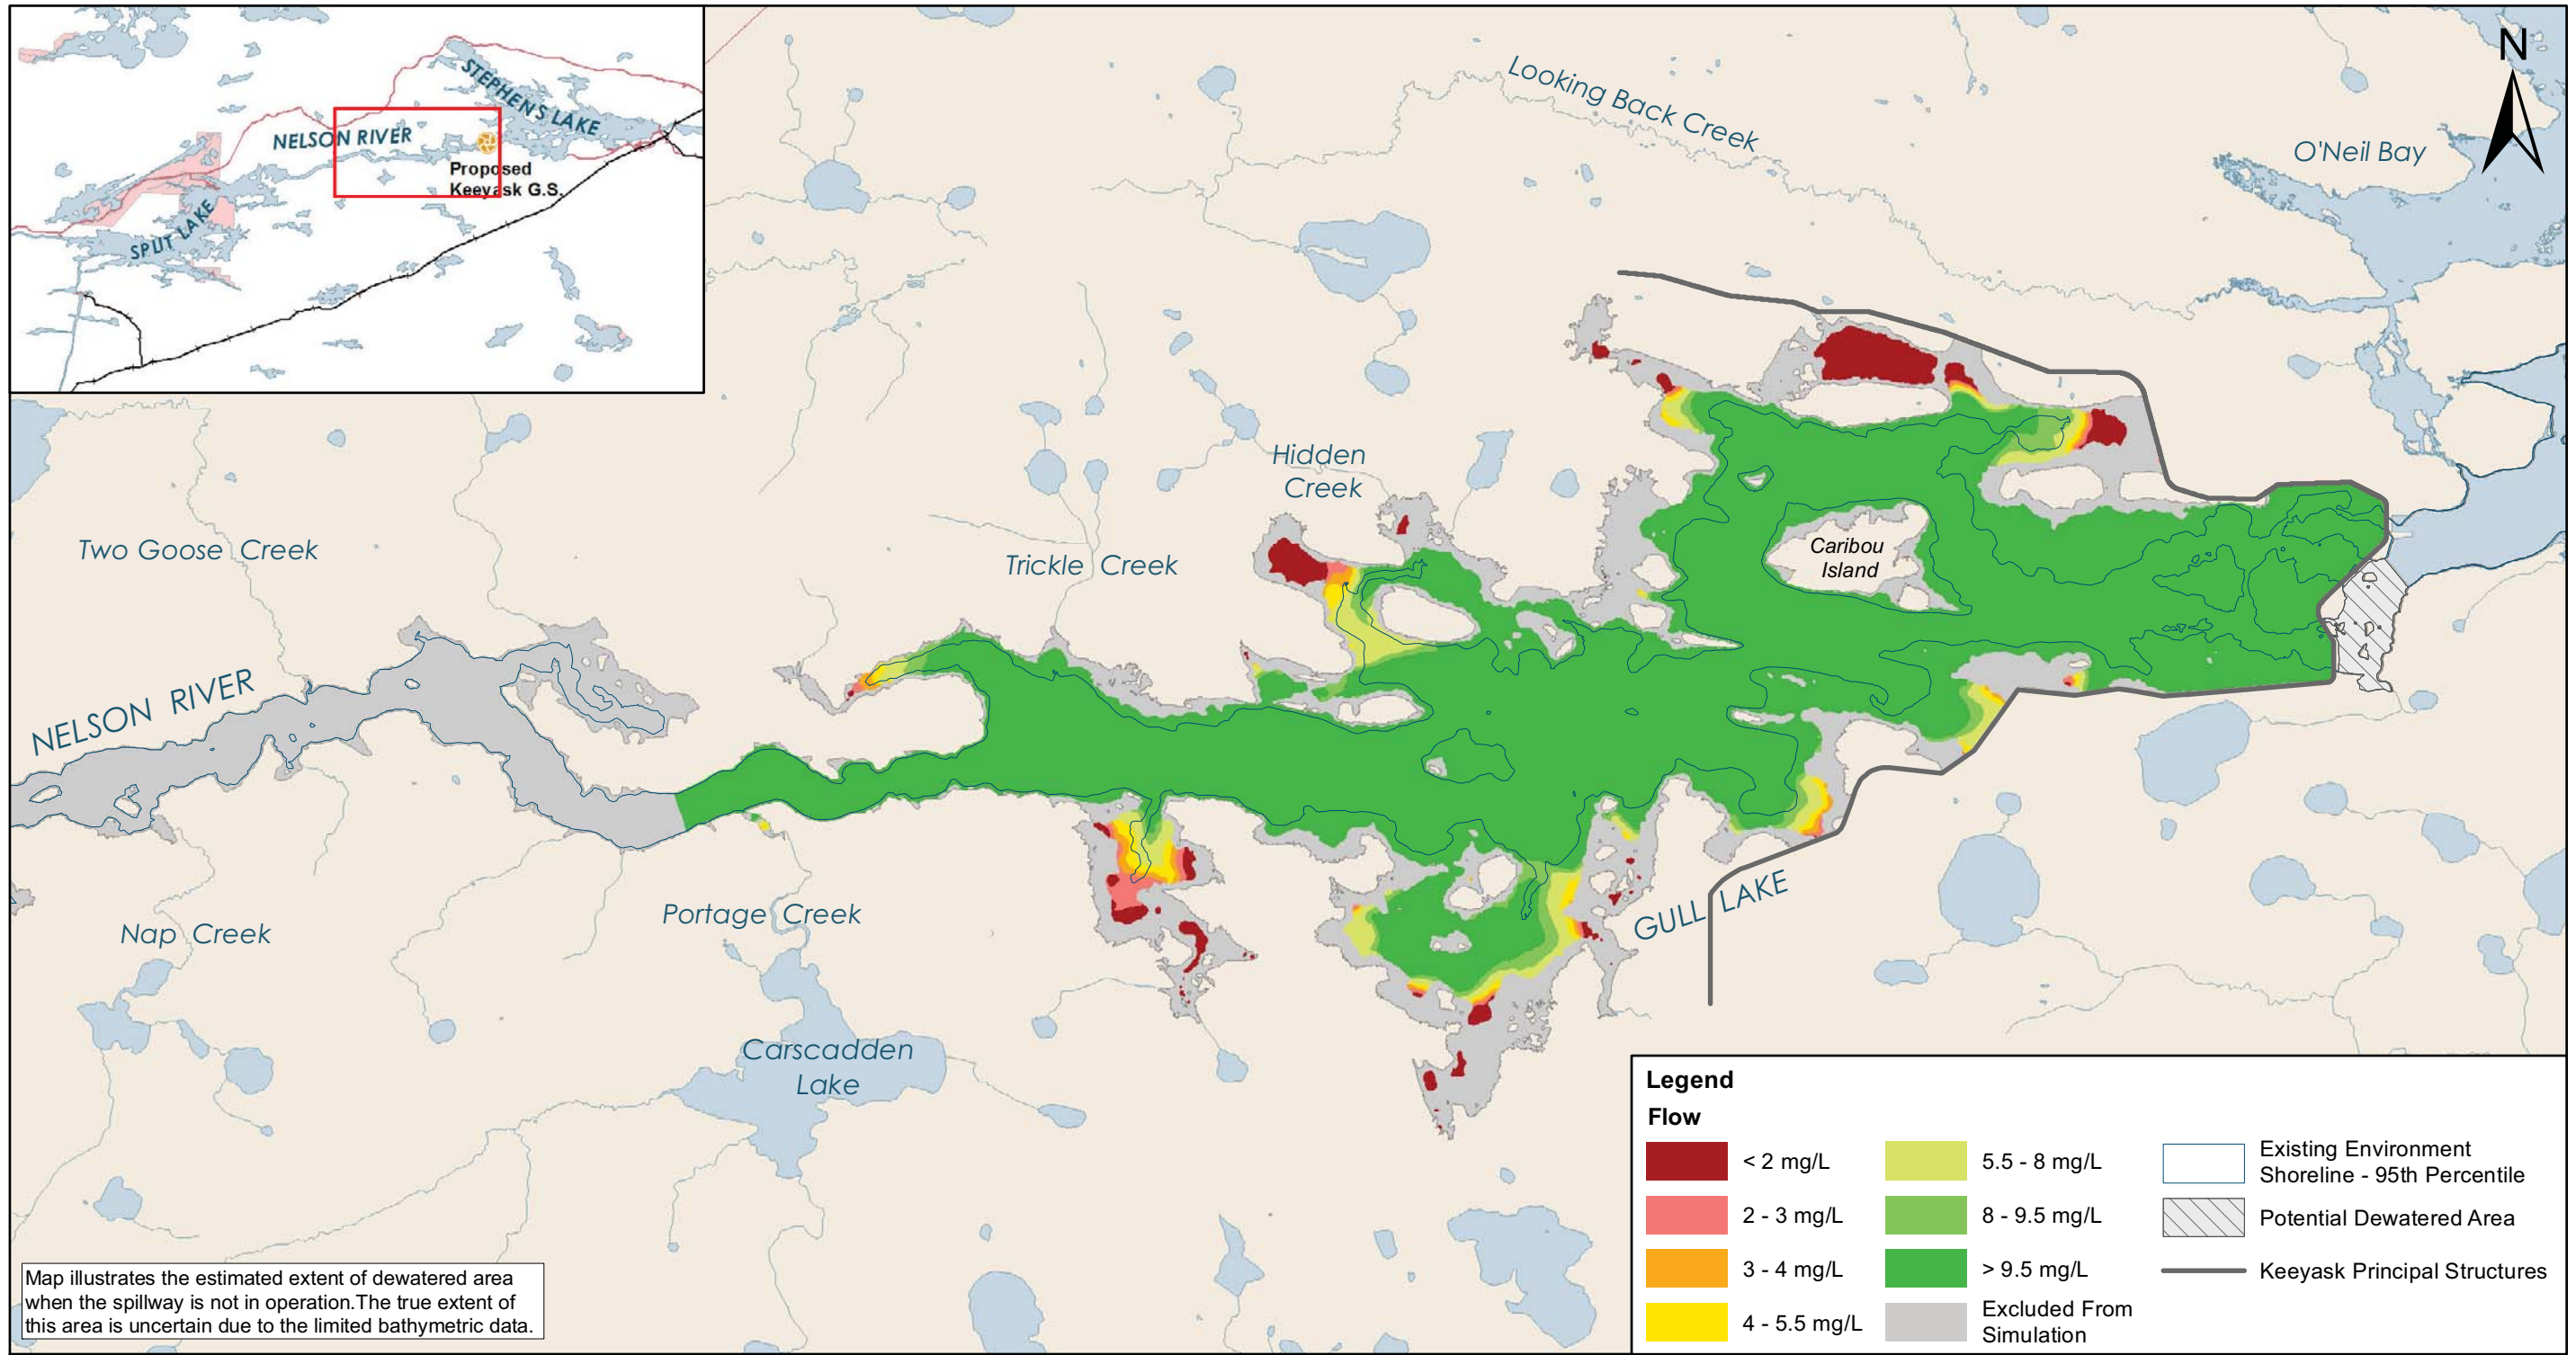 STEPHENS LAKE
NELSON RIVER
Proposed
Keeyask G.S.
SPLIT LAKE
N
Looking Back Creek
O'Neil Bay
Hidden
Creek
Two Goose Creek
Trickle Creek
Caribou
Island
NELSON RIVER
Portage Creek
Nap Creek
GULL LAKE
Carscadden
Lake
Map illustrates the estimated extent of dewatered area
when the spillway is not in operation.The true extent of
this area is uncertain due to the limited bathymetric data.
Legend
Flow
< 2 mg/L
2 - 3 mg/L
3 - 4 mg/L
4 - 5.5 mg/L
5.5 - 8 mg/L
8 - 9.5 mg/L
> 9.5 mg/L
Excluded From
Simulation
Existing Environment
Shoreline - 95th Percentile
Potential Dewatered Area
Keeyask Principal Structures